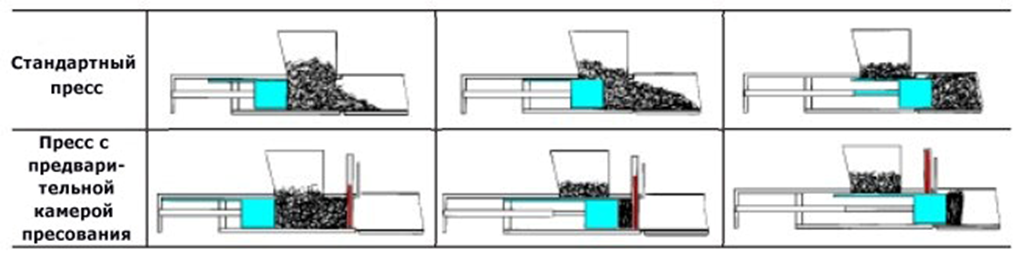 Стандартный
пресс
Пресс с
предвари-
тельной
камерой
пресования